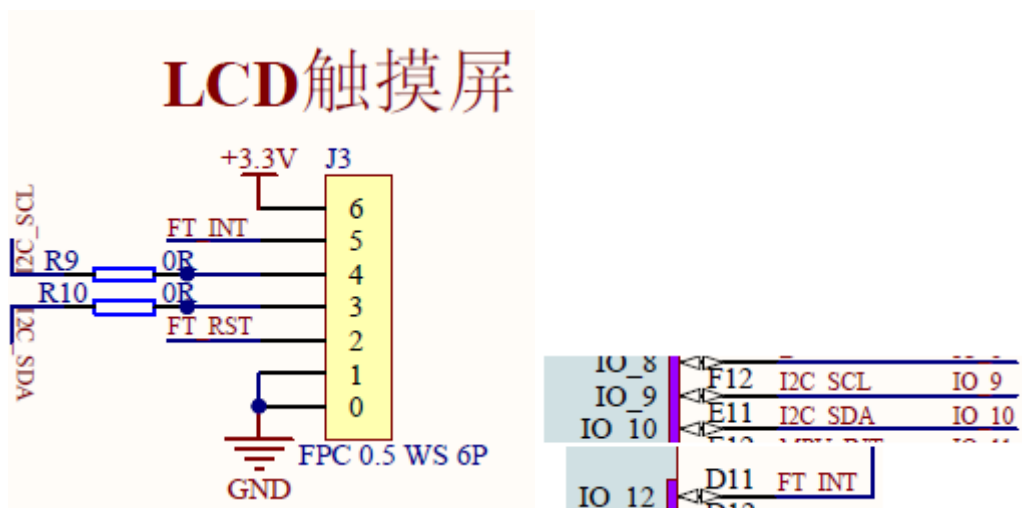 LCD触摸屏
+3.3V J3
6
FT_INT 5
I2C_SCL
R9 0R 4
R10 0R 3
I2C_SDA
FT_RST 2
1
0
FPC 0.5 WS 6P
GND
IO_8
F12 I2C_SCL IO_9
IO_9
E11 I2C_SDA IO_10
IO_10
D11 FT_INT
IO_12